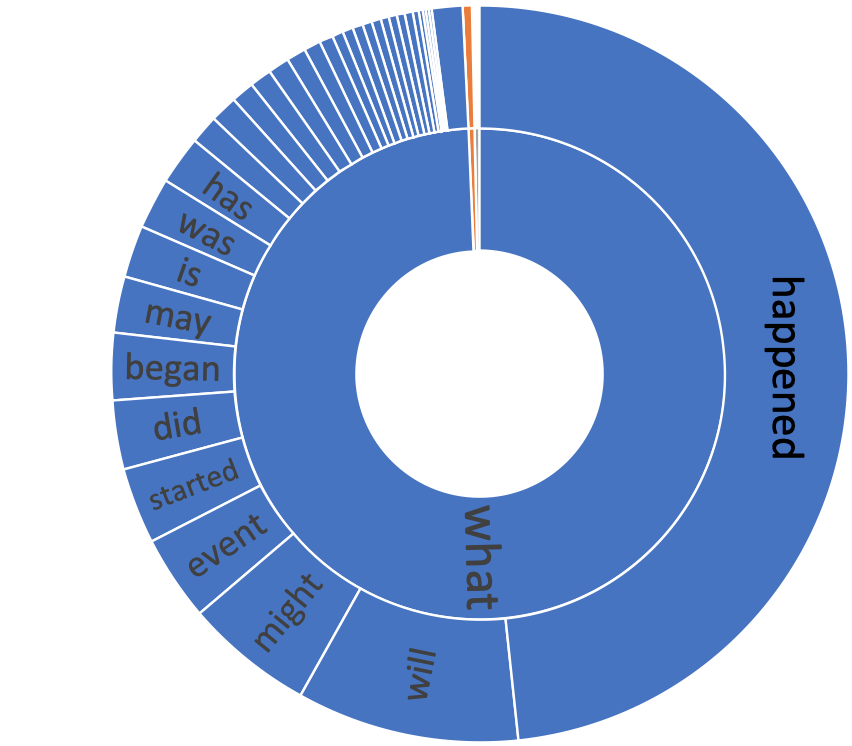 what
happened
will
might
event
started
did
began
may
is
was
has